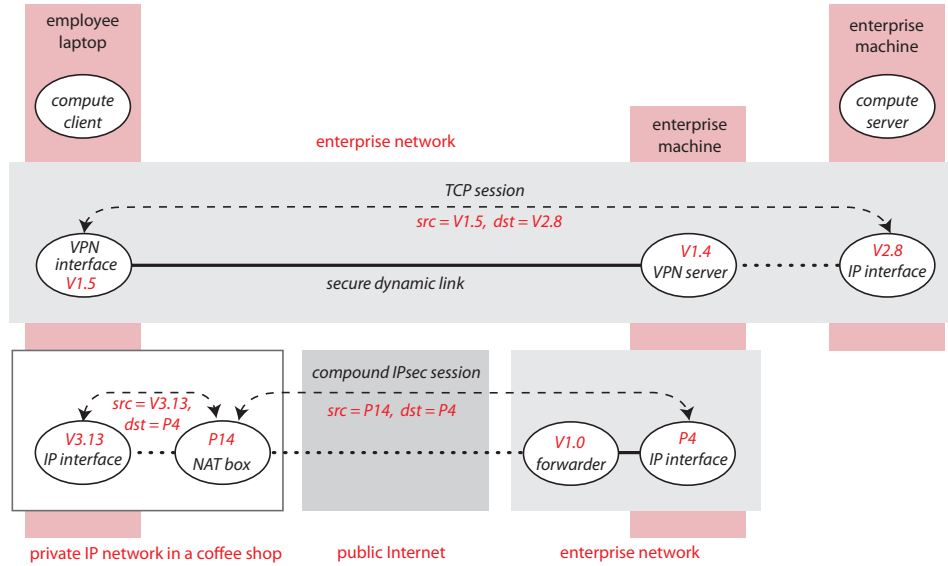 employee
laptop
enterprise
machine
compute
client
compute
server
enterprise
machine
enterprise network
TCP session
src = V1.5, dst = V2.8
VPN
interface
V1.5
V1.4
VPN server
V2.8
IP interface
secure dynamic link
compound IPsec session
src = V3.13,
dst = P4
src = P14, dst = P4
V3.13
IP interface
P14
NAT box
V1.0
forwarder
P4
IP interface
private IP network in a coffee shop
public Internet
enterprise network